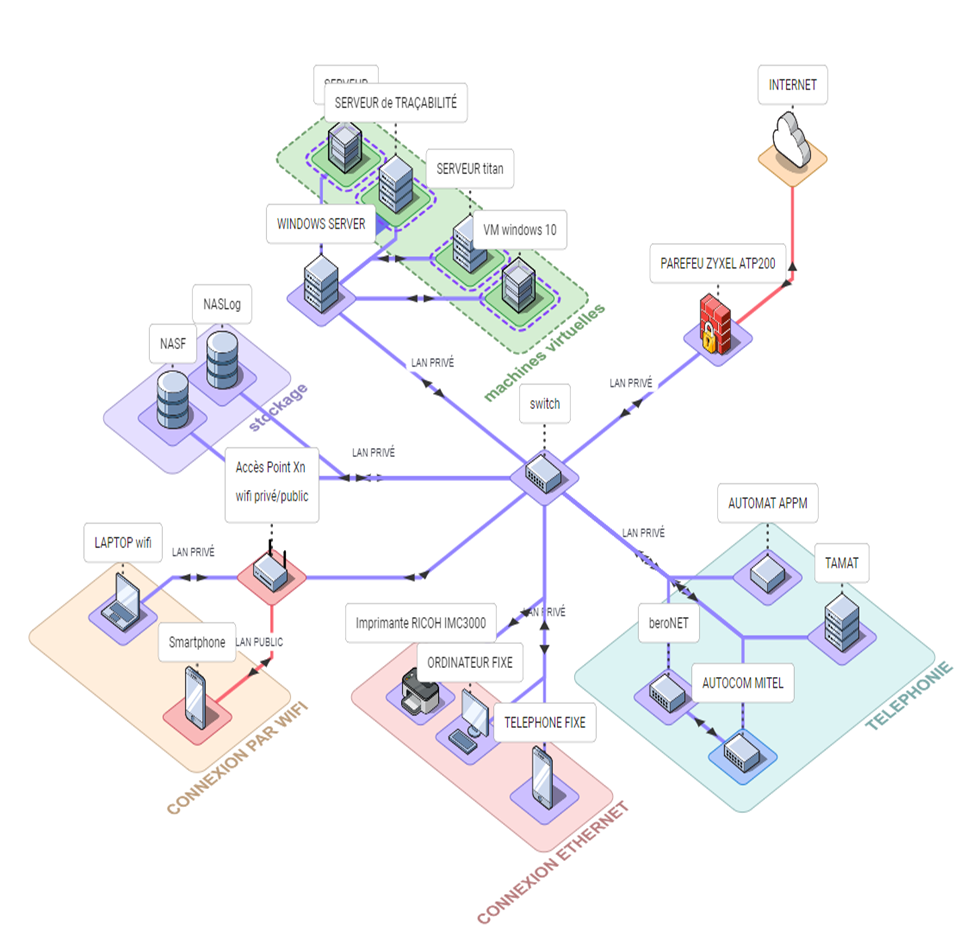 SERVEUR
SERVEUR de TRAÇABILITÉ
INTERNET
SERVEUR titan
WINDOWS SERVER
VM windows 10
PAREFEU ZYXEL ATP200
machines virtuelles
NASLog
NASF
stockage
LAN PRIVÉ
LAN PRIVÉ
switch
LAN PRIVÉ
Accès Point Xn
wifi privé/public
AUTOMAT APPM
LAPTOP wifi
LAN PRIVÉ
LAN PRIVÉ
TAMAT
Smartphone
LAN PUBLIC
LAN PRIVÉ
Imprimante RICOH IMC3000
beroNET
ORDINATEUR FIXE
AUTOCOM MITEL
TELEPHONE FIXE
TELEPHONIE
CONNEXION PAR WIFI
CONNEXION ETHERNET